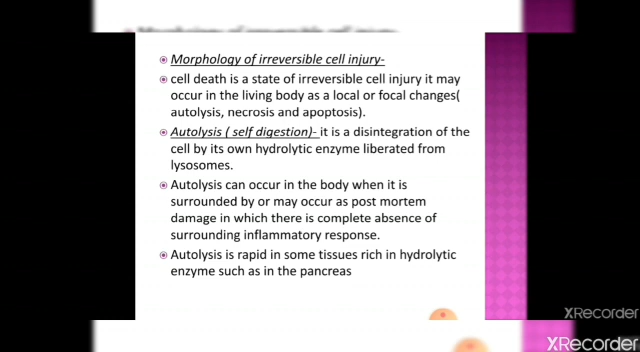 Morphology of irreversible cell injury-
cell death is a state of irreversible cell injury it may
occur in the living body as a local or focal changes(
autolysis, necrosis and apoptosis).
Autolysis ( self digestion)- it is a disintegration of the
cell by its own hydrolytic enzyme liberated from
lysosomes.
Autolysis can occur in the body when it is
surrounded by or may occur as post mortem
damage in which there is complete absence of
surrounding inflammatory response.
Autolysis is rapid in some tissues rich in hydrolytic
enzyme such as in the pancreas
XRecorder
XRecorder